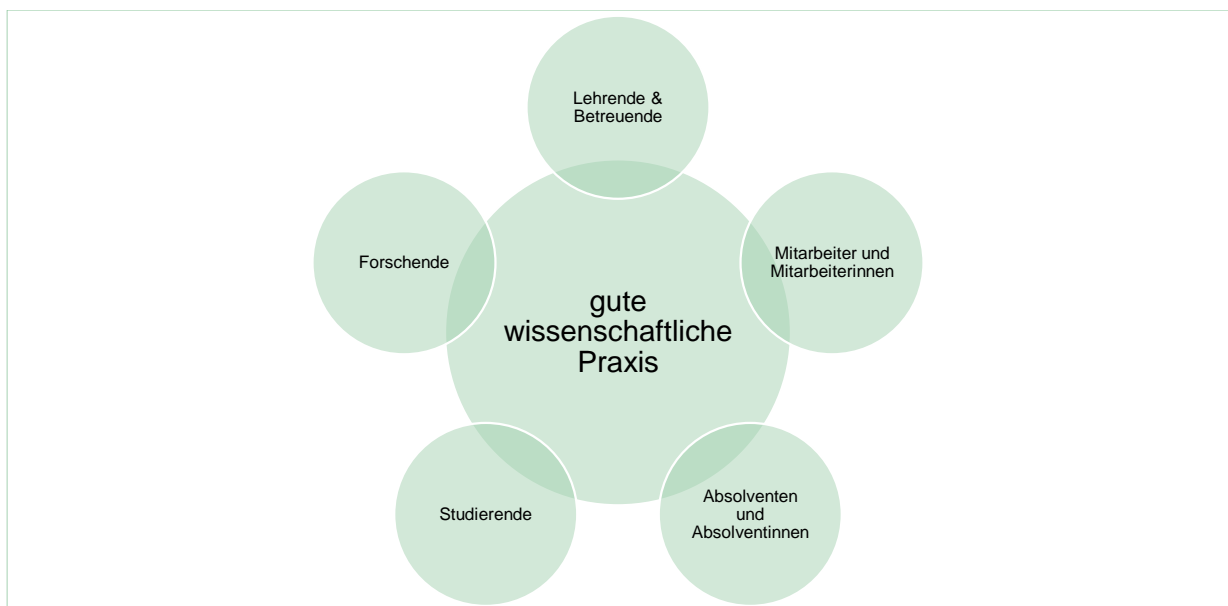 Lehrende &
Betreuende
Forschende
Mitarbeiter und
Mitarbeiterinnen
gute
wissenschaftliche
Praxis
Studierende
Absolventen
und
Absolventinnen